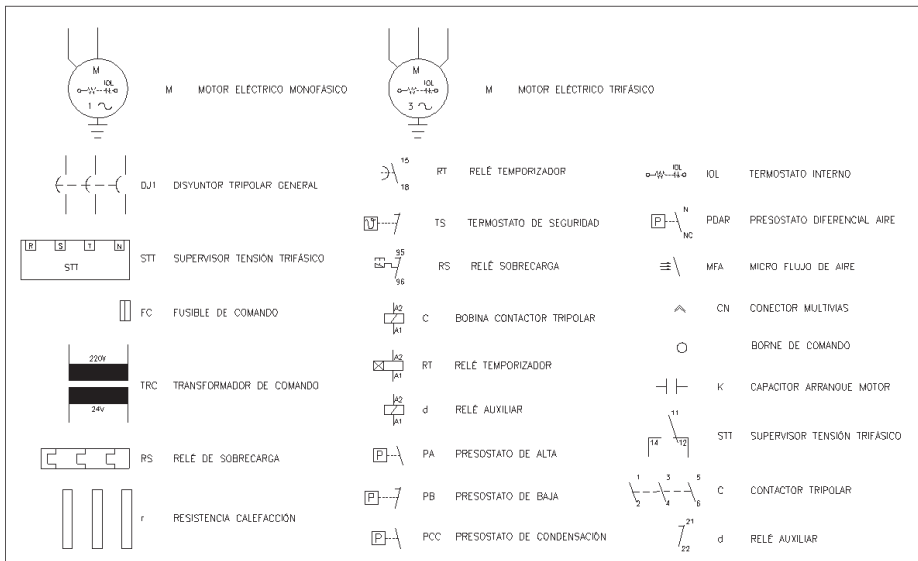 M
IOL
1
M MOTOR ELÉCTRICO MONOFÁSICO
M
IOL
3
M MOTOR ELÉCTRICO TRIFÁSICO
DJ1 DISYUNTOR TRIPOLAR GENERAL
R S T N
STT
STT SUPERVISOR TENSIÓN TRIFÁSICO
FC FUSIBLE DE COMANDO
220V
24V
TRC TRANSFORMADOR DE COMANDO
RS RELÉ DE SOBRECARGA
r RESISTENCIA CALEFACCIÓN
15
18
RT RELÉ TEMPORIZADOR
TS TERMOSTATO DE SEGURIDAD
95
96
RS RELÉ SOBRECARGA
A2
A1
C BOBINA CONTACTOR TRIPOLAR
A2
A1
RT RELÉ TEMPORIZADOR
A2
A1
d RELÉ AUXILIAR
P PA PRESOSTATO DE ALTA
P PB PRESOSTATO DE BAJA
P PCC PRESOSTATO DE CONDENSACIÓN
IOL
IOL TERMOSTATO INTERNO
P
N
NC
PDAR PRESOSTATO DIFERENCIAL AIRE
MFA MICRO FLUJO DE AIRE
CN CONECTOR MULTIVIAS
BORNE DE COMANDO
K CAPACITOR ARRANQUE MOTOR
11
14 12
STT SUPERVISOR TENSIÓN TRIFÁSICO
1 3 5
2 4 6
C CONTACTOR TRIPOLAR
21
22
d RELÉ AUXILIAR